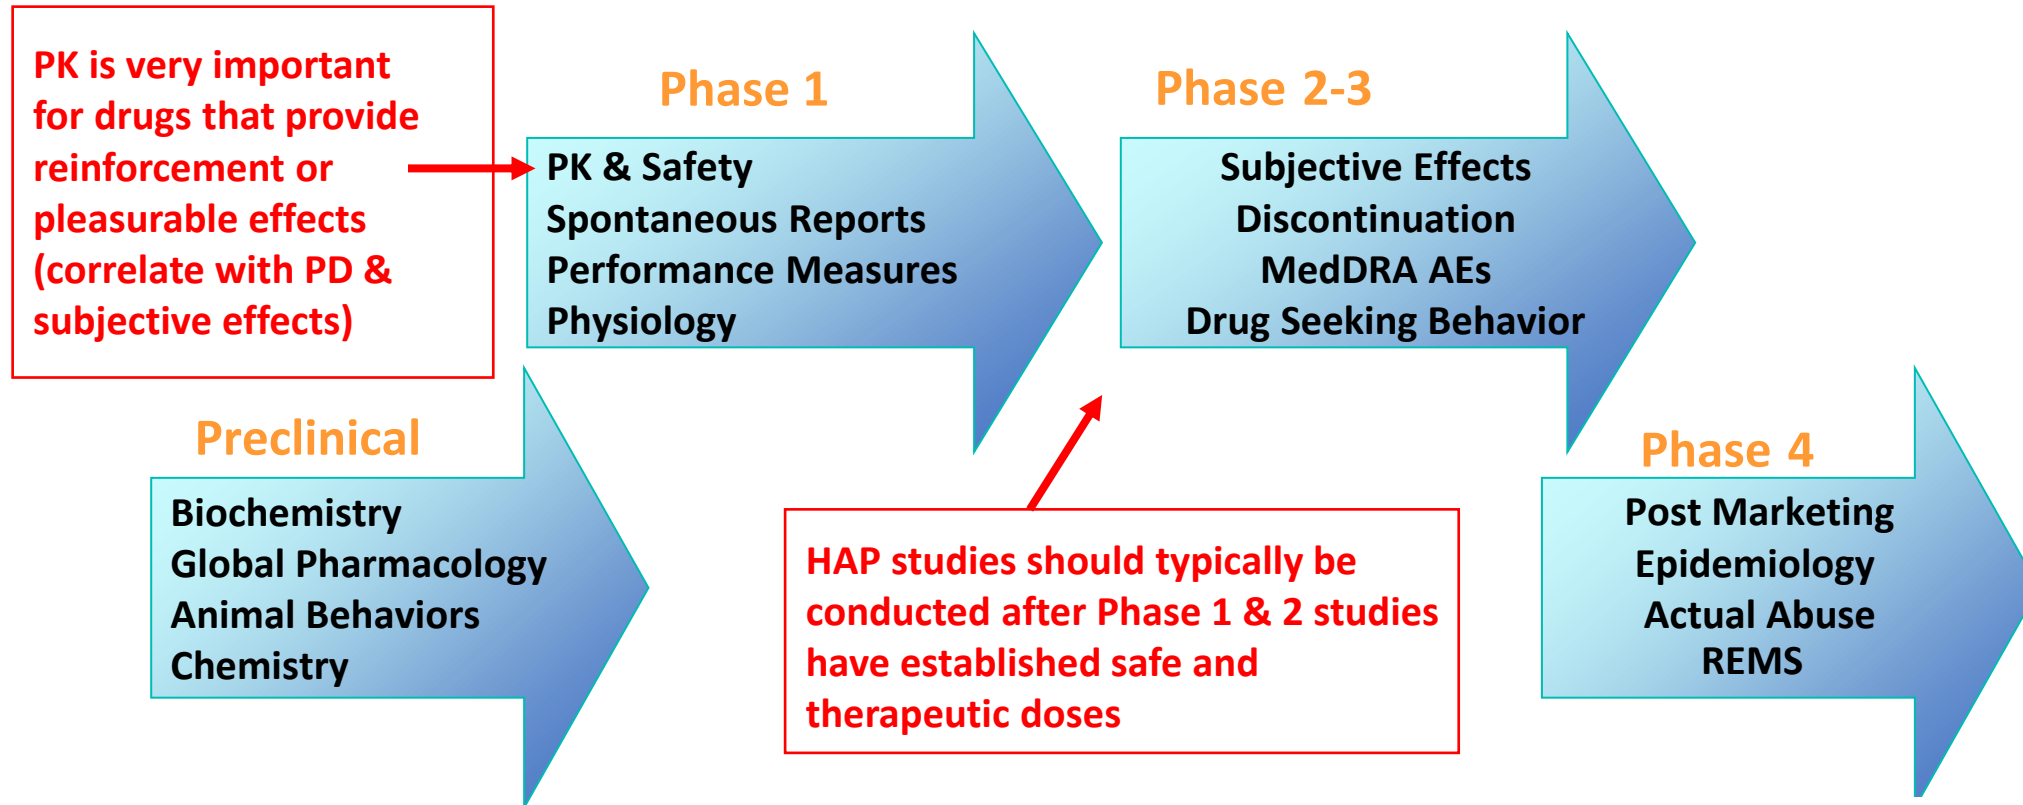 PK is very important
for drugs that provide
reinforcement or
pleasurable effects
(correlate with PD &
subjective effects)
Phase 1
PK & Safety
Spontaneous Reports
Performance Measures
Physiology
Phase 2-3
Subjective Effects
Discontinuation
MedDRA AEs
Drug Seeking Behavior
Preclinical
Biochemistry
Global Pharmacology
Animal Behaviors
Chemistry
HAP studies should typically be
conducted after Phase 1 & 2 studies
have established safe and
therapeutic doses
Phase 4
Post Marketing
Epidemiology
Actual Abuse
REMS